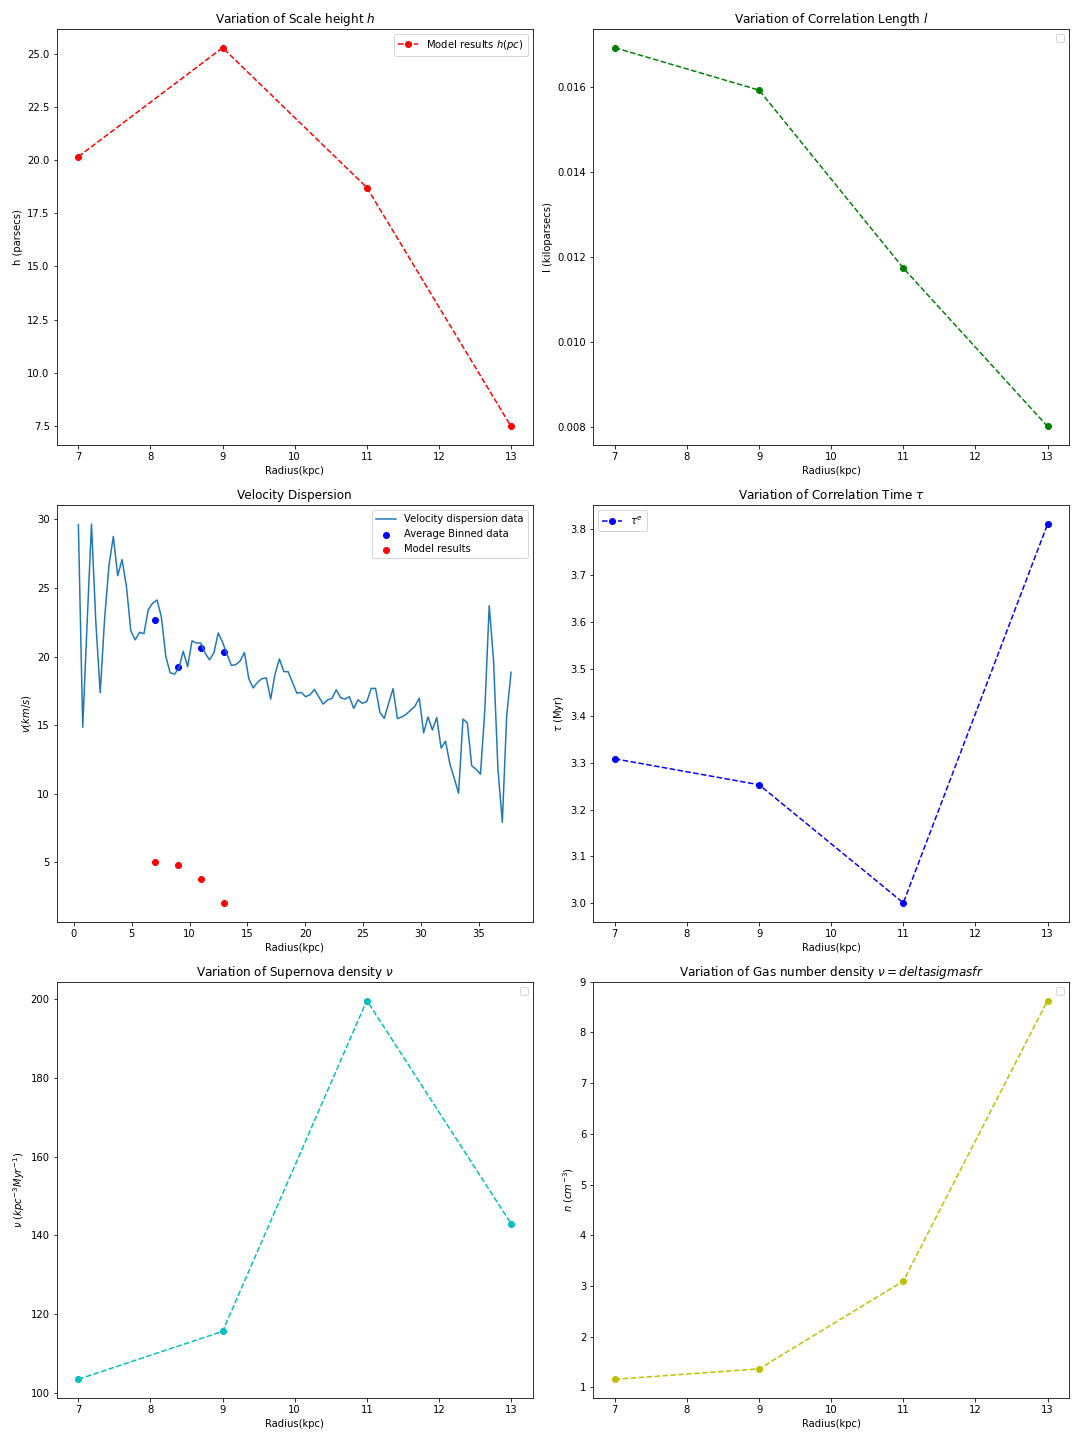 Variation of Scale height h
Model results h(pc)
25.0
22.5
20.0
17.5
15.0
12.5
10.0
7.5
h (parsecs)
7 8 9 10 11 12 13
Radius(kpc)
Variation of Correlation Length l
0.016
0.014
0.012
0.010
0.008
l (kiloparsecs)
7 8 9 10 11 12 13
Radius(kpc)
Velocity Dispersion
Velocity dispersion data
Average Binned data
Model results
30
25
20
15
10
5
v(km/s)
0 5 10 15 20 25 30 35
Radius(kpc)
Variation of Correlation Time τ
τᵉ
3.8
3.7
3.6
3.5
3.4
3.3
3.2
3.1
3.0
τ (Myr)
7 8 9 10 11 12 13
Radius(kpc)
Variation of Supernova density ν
200
180
160
140
120
100
ν (kpc⁻³Myr⁻¹)
7 8 9 10 11 12 13
Radius(kpc)
Variation of Gas number density ν = deltasigmasfr
9
8
7
6
5
4
3
2
1
n (cm⁻³)
7 8 9 10 11 12 13
Radius(kpc)